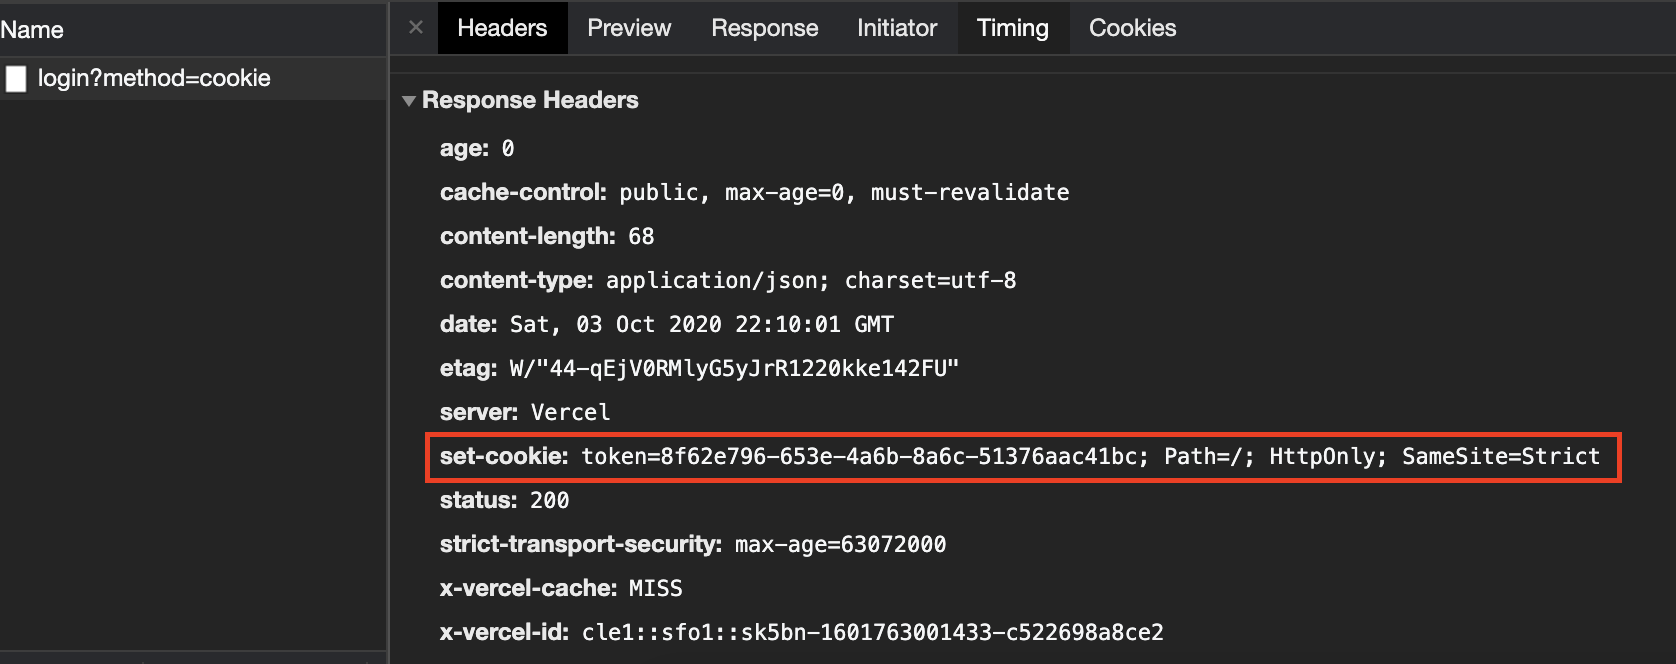 Name
login?method=cookie
× Headers Preview Response Initiator Timing Cookies
Response Headers
age: 0
cache-control: public, max-age=0, must-revalidate
content-length: 68
content-type: application/json; charset=utf-8
date: Sat, 03 Oct 2020 22:10:01 GMT
etag: W/"44-qEjV0RMlyG5yJrR1220kke142FU"
server: Vercel
set-cookie: token=8f62e796-653e-4a6b-8a6c-51376aac41bc; Path=/; HttpOnly; SameSite=Strict
status: 200
strict-transport-security: max-age=63072000
x-vercel-cache: MISS
x-vercel-id: cle1::sfo1::sk5bn-1601763001433-c522698a8ce2